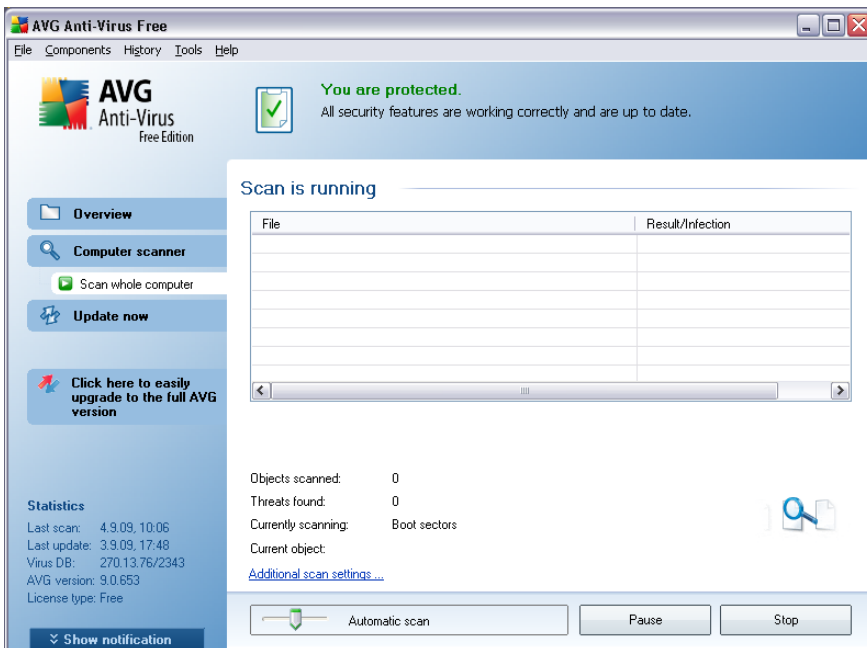 AVG Anti-Virus Free
File Components History Tools Help
AVG
Anti-Virus
Free Edition
You are protected.
All security features are working correctly and are up to date.
Scan is running
File Result/Infection
Overview
Computer scanner
Scan whole computer
Update now
Click here to easily
upgrade to the full AVG
version
Objects scanned: 0
Threats found: 0
Currently scanning: Boot sectors
Current object:
Additional scan settings ...
Statistics
Last scan: 4.9.09, 10:06
Last update: 3.9.09, 17:48
Virus DB: 270.13.76/2343
AVG version: 9.0.653
License type: Free
Show notification
Automatic scan
Pause
Stop